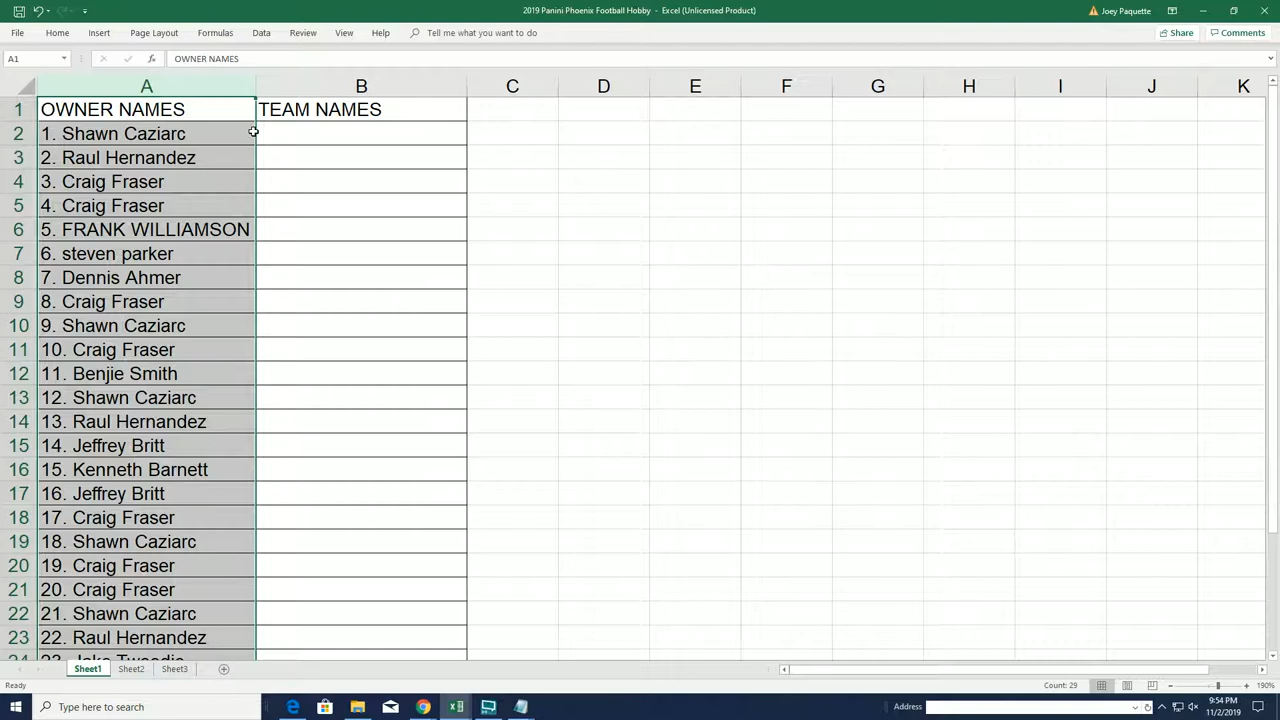 2019 Panini Phoenix Football Hobby - Excel (Unlicensed Product)
Joey Paquette
File Home Insert Page Layout Formulas Data Review View Help Tell me what you want to do
Share Comments
A1 fx OWNER NAMES
A B C D E F G H I J K
1 OWNER NAMES TEAM NAMES
2 1. Shawn Caziarc
3 2. Raul Hernandez
4 3. Craig Fraser
5 4. Craig Fraser
6 5. FRANK WILLIAMSON
7 6. steven parker
8 7. Dennis Ahmer
9 8. Craig Fraser
10 9. Shawn Caziarc
11 10. Craig Fraser
12 11. Benjie Smith
13 12. Shawn Caziarc
14 13. Raul Hernandez
15 14. Jeffrey Britt
16 15. Kenneth Barnett
17 16. Jeffrey Britt
18 17. Craig Fraser
19 18. Shawn Caziarc
20 19. Craig Fraser
21 20. Craig Fraser
22 21. Shawn Caziarc
23 22. Raul Hernandez
24 23. Jake
Sheet1 Sheet2 Sheet3
Ready Count: 29 190%
Type here to search Address 9:54 PM
11/2/2019